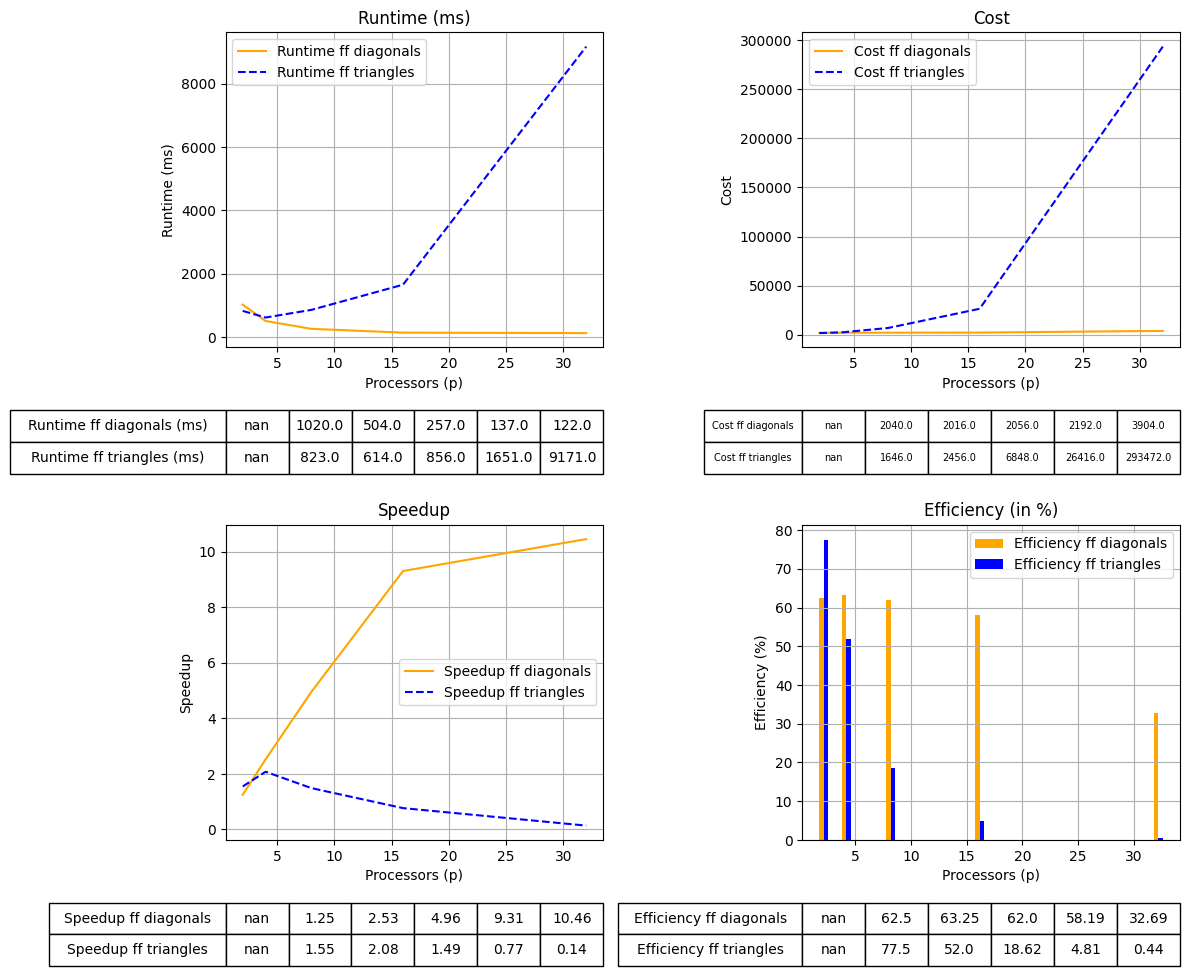 Runtime (ms)
Runtime ff diagonals
Runtime ff triangles
8000
6000
4000
2000
0
Runtime (ms)
5 10 15 20 25 30
Processors (p)
Runtime ff diagonals (ms) nan 1020.0 504.0 257.0 137.0 122.0
Runtime ff triangles (ms) nan 823.0 614.0 856.0 1651.0 9171.0
Cost
Cost ff diagonals
Cost ff triangles
300000
250000
200000
150000
100000
50000
0
Cost
5 10 15 20 25 30
Processors (p)
Cost ff diagonals nan 2040.0 2016.0 2056.0 2192.0 3904.0
Cost ff triangles nan 1646.0 2456.0 6848.0 26416.0 293472.0
Speedup
10
8
6
4
2
0
Speedup
Speedup ff diagonals
Speedup ff triangles
5 10 15 20 25 30
Processors (p)
Speedup ff diagonals nan 1.25 2.53 4.96 9.31 10.46
Speedup ff triangles nan 1.55 2.08 1.49 0.77 0.14
Efficiency (in %)
Efficiency ff diagonals
Efficiency ff triangles
80
70
60
50
40
30
20
10
0
Efficiency (%)
5 10 15 20 25 30
Processors (p)
Efficiency ff diagonals nan 62.5 63.25 62.0 58.19 32.69
Efficiency ff triangles nan 77.5 52.0 18.62 4.81 0.44